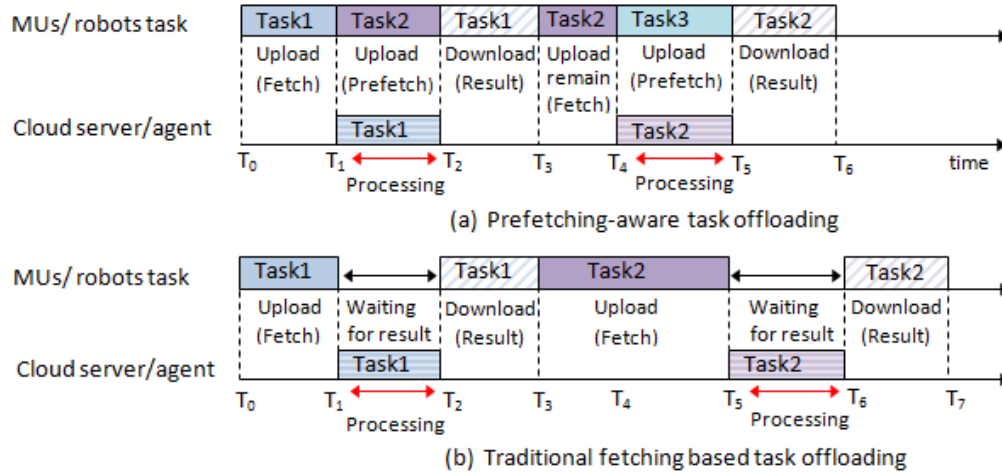 MUs/ robots task
Task1 Task2 Task1 Task2 Task3 Task2
Upload Upload Download Upload Upload Download
(Fetch) (Prefetch) (Result) remain (Prefetch) (Result)
(Fetch)
Cloud server/agent
Task1 Task2
T0 T1 T2 T3 T4 T5 T6 time
Processing Processing
(a) Prefetching-aware task offloading
MUs/ robots task
Task1 Task1 Task2 Task2
Upload Waiting Download Upload Waiting Download
(Fetch) for result (Result) (Fetch) for result (Result)
Cloud server/agent
Task1 Task2
T0 T1 T2 T3 T4 T5 T6 T7
Processing Processing
(b) Traditional fetching based task offloading